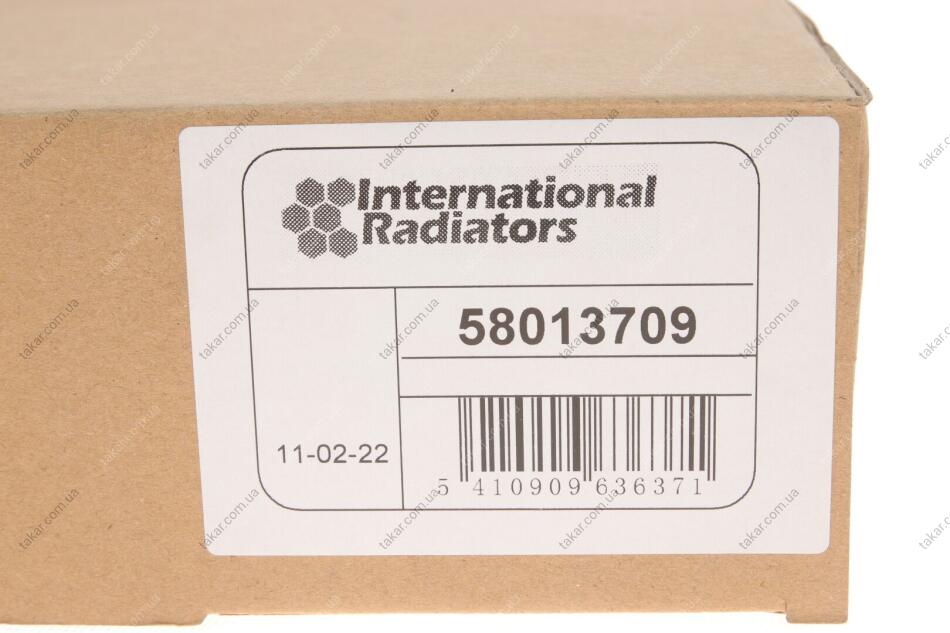 International
Radiators
58013709
11-02-22
5 410909 636371
takar.com.ua